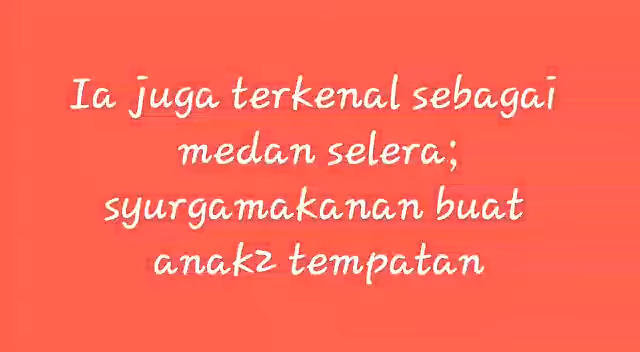 Ia juga terkenal sebagai
medan selera;
syurgamakanan buat
anak2 tempatan